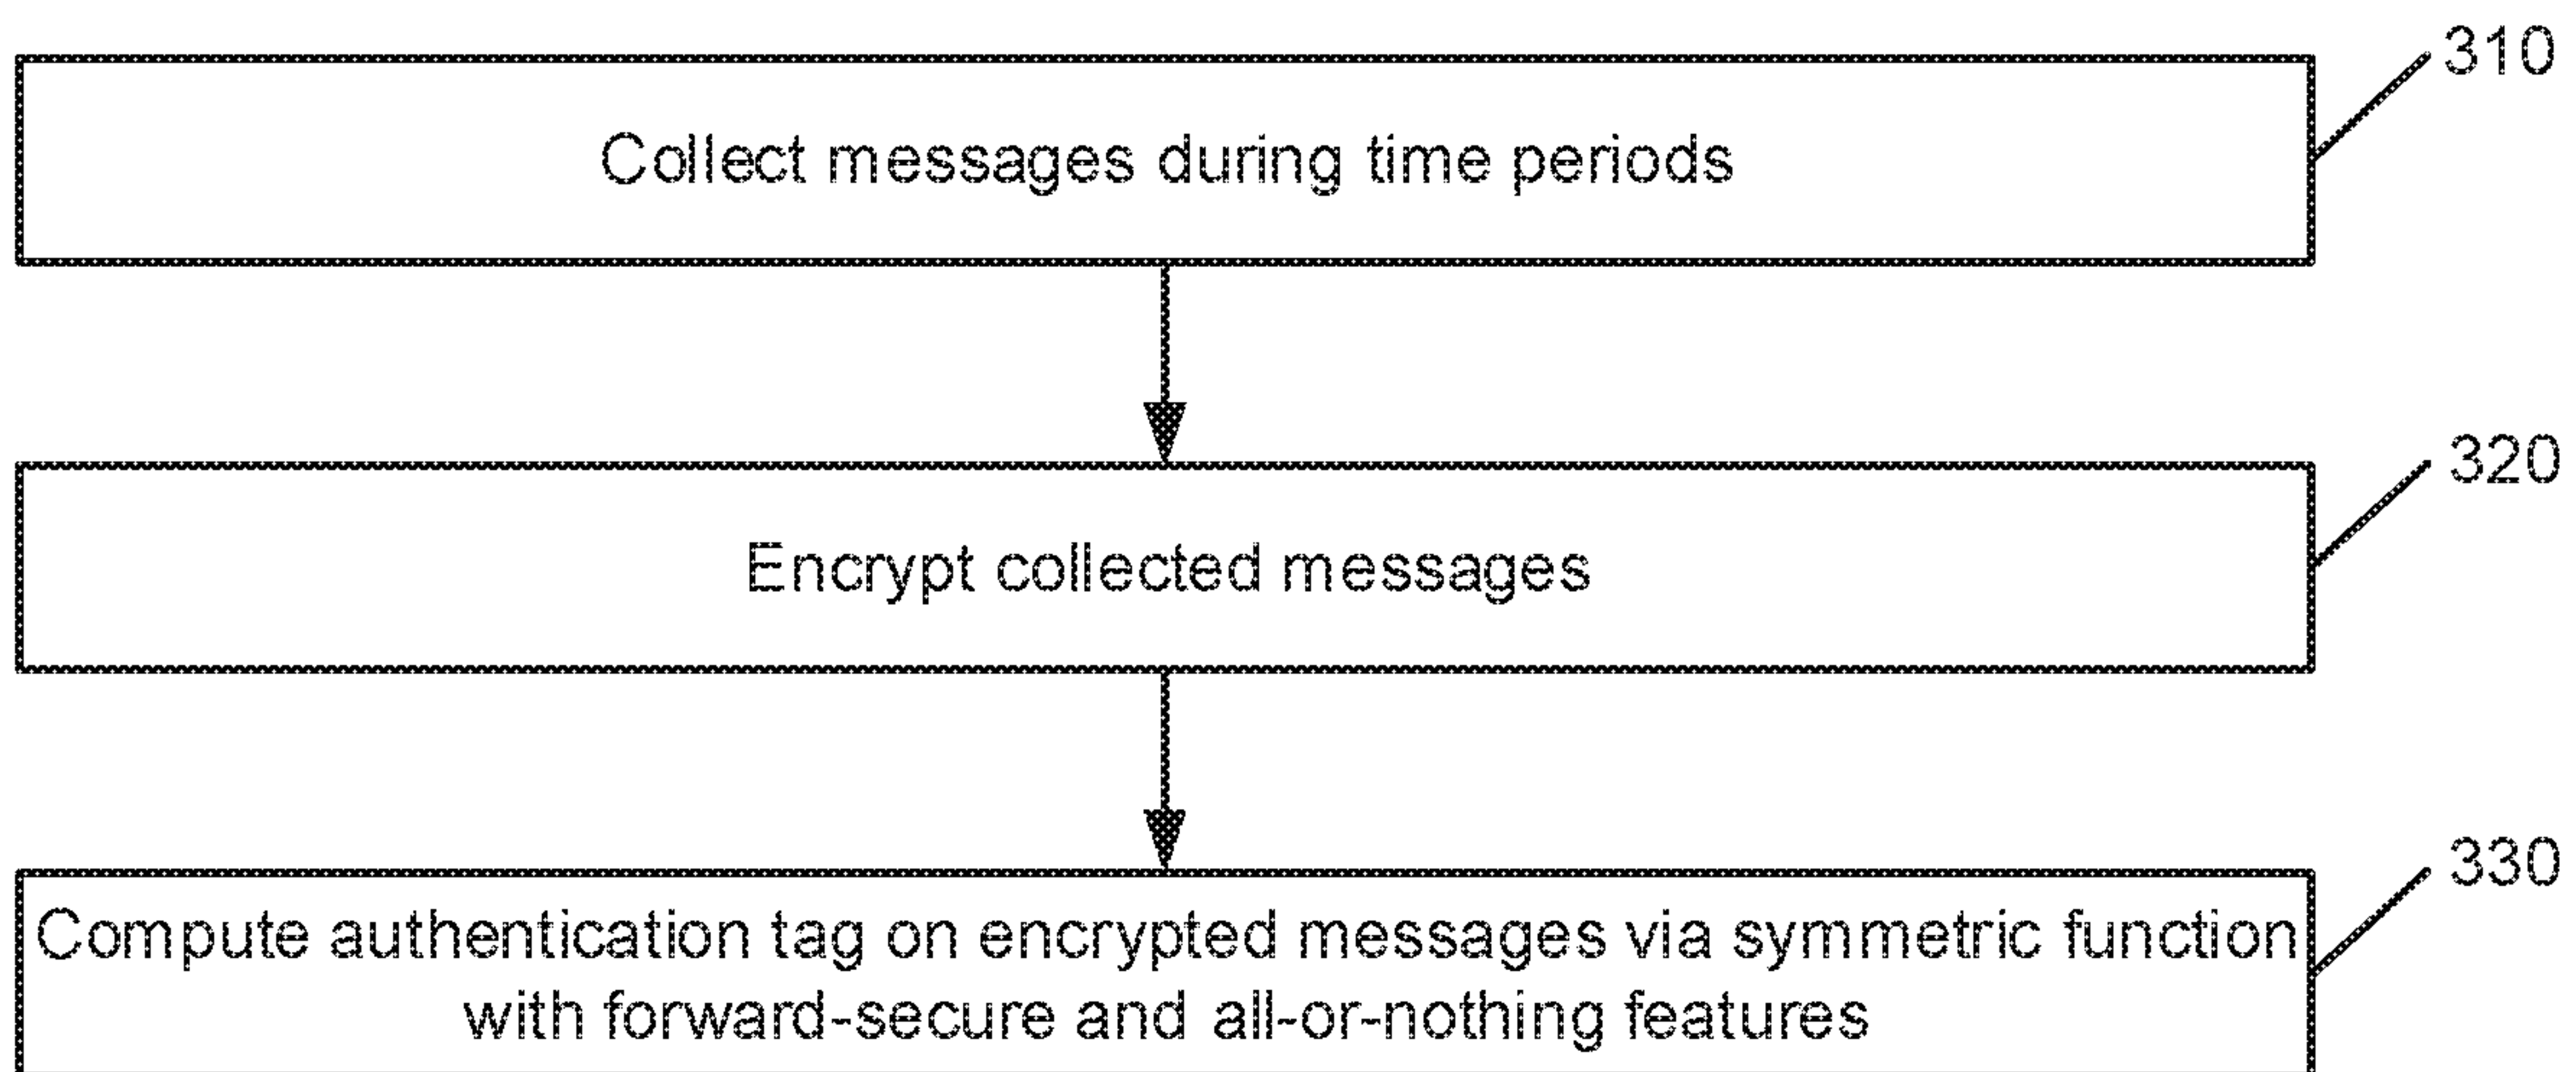 310
Collect messages during time periods
320
Encrypt collected messages
330
Compute authentication tag on encrypted messages via symmetric function
with forward-secure and all-or-nothing features